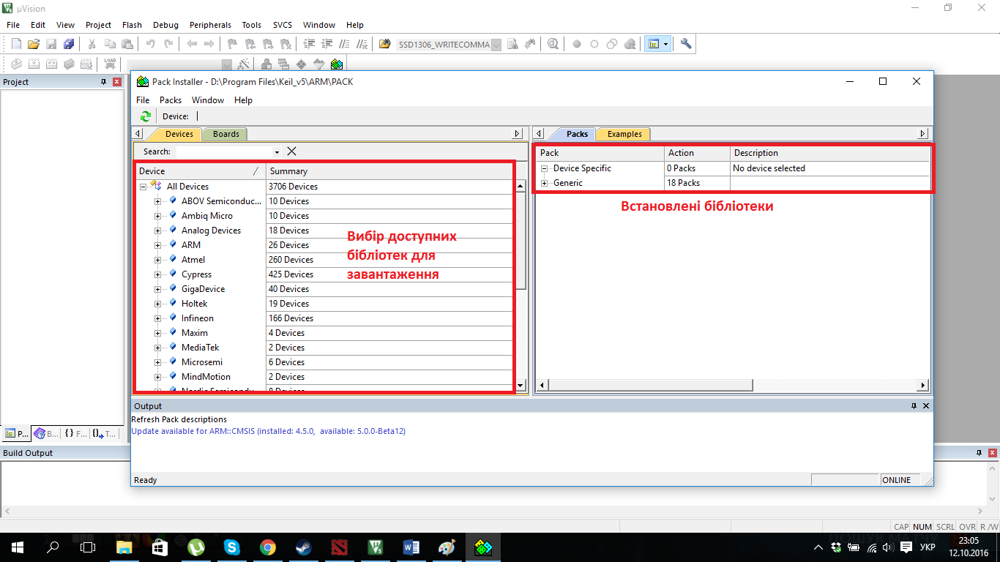 µVision
File Edit View Project Flash Debug Peripherals Tools SVCS Window Help
SSD1306_WRITECOMMA
LOAD
Project
Pack Installer - D:\Program Files\Keil_v5\ARM\PACK
File Packs Window Help
Device:
Devices Boards
Search:
Device Summary
All Devices 3706 Devices
ABOV Semiconduc... 10 Devices
Ambiq Micro 10 Devices
Analog Devices 18 Devices
ARM 26 Devices
Atmel 260 Devices
Cypress 425 Devices
GigaDevice 40 Devices
Holtek 19 Devices
Infineon 166 Devices
Maxim 4 Devices
MediaTek 2 Devices
Microsemi 6 Devices
MindMotion 2 Devices
Вибір доступних
бібліотек для
завантаження
Packs Examples
Pack Action Description
Device Specific 0 Packs No device selected
Generic 18 Packs
Встановлені бібліотеки
Output
Refresh Pack descriptions
Update available for ARM::CMSIS (installed: 4.5.0, available: 5.0.0-Beta12)
Ready ONLINE
P... B... {} F... T...
Build Output
CAP NUM SCRL OVR R /W
УКР
23:05
12.10.2016